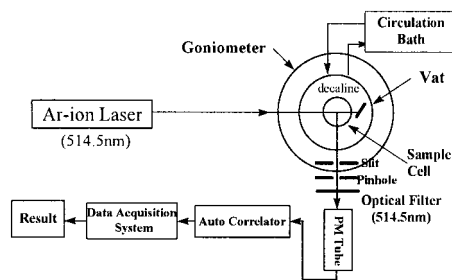 Circulation
Bath
Goniometer
Vat
decaline
Ar-ion Laser
(514.5nm)
Sample
Cell
Slit
Pinhole
Optical Filter
(514.5nm)
PM Tube
Result
Data Acquisition
System
Auto Correlator